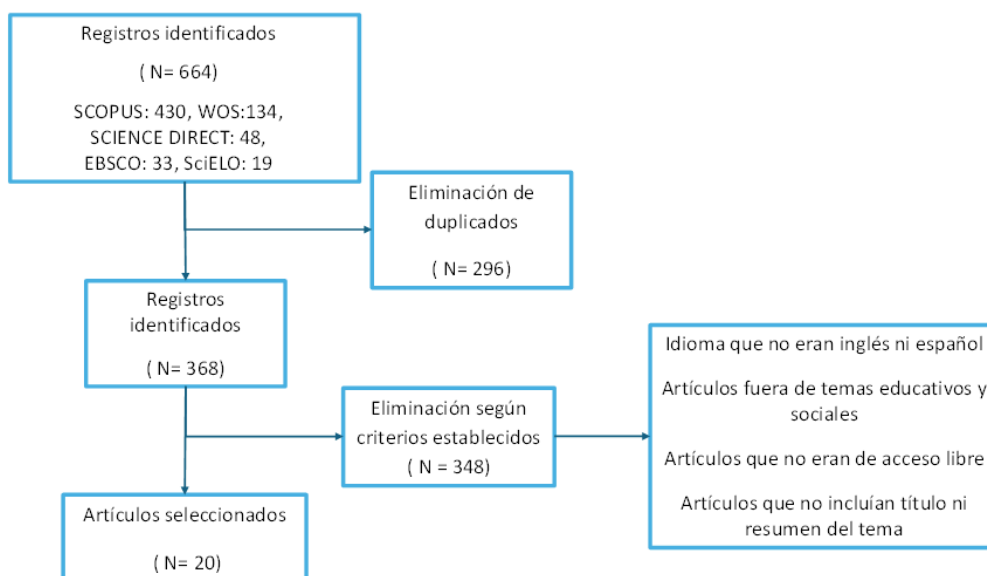 Registros identificados
( N= 664)
SCOPUS: 430, WOS:134,
SCIENCE DIRECT: 48,
EBSCO: 33, SciELO: 19
Eliminación de
duplicados
( N= 296)
Registros
identificados
( N= 368)
Eliminación según
criterios establecidos
( N = 348)
Idioma que no eran inglés ni español
Artículos fuera de temas educativos y
sociales
Artículos que no eran de acceso libre
Artículos que no incluían título ni
resumen del tema
Artículos seleccionados
( N= 20)